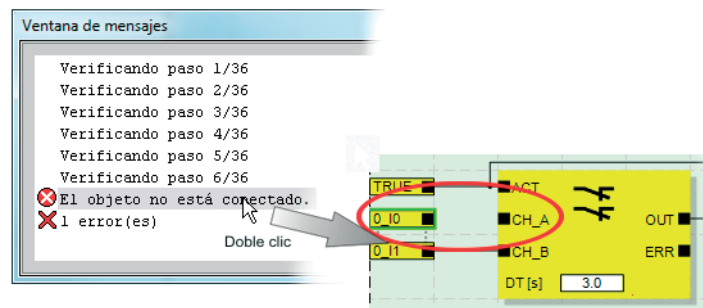 Ventana de mensajes
Verificando paso 1/36
Verificando paso 2/36
Verificando paso 3/36
Verificando paso 4/36
Verificando paso 5/36
Verificando paso 6/36
El objeto no está conectado.
1 error(es)
Doble clic
TRUE
0_I0
0_I1
ACT
CH_A
CH_B
OUT
ERR
DT [s] 3.0